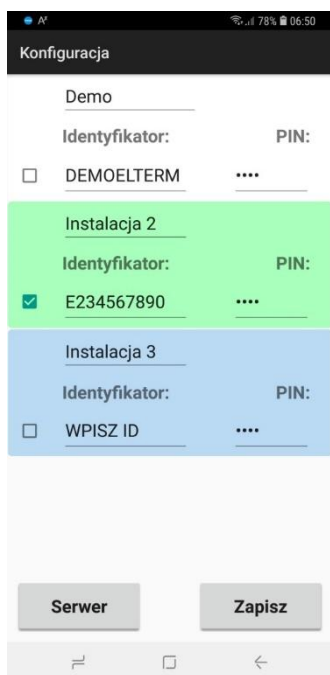 78% 06:50
Konfiguracja
Demo
Identyfikator: PIN:
DEMOELTERM ••••
Instalacja 2
Identyfikator: PIN:
E234567890 ••••
Instalacja 3
Identyfikator: PIN:
WPISZ ID ••••
Serwer Zapisz